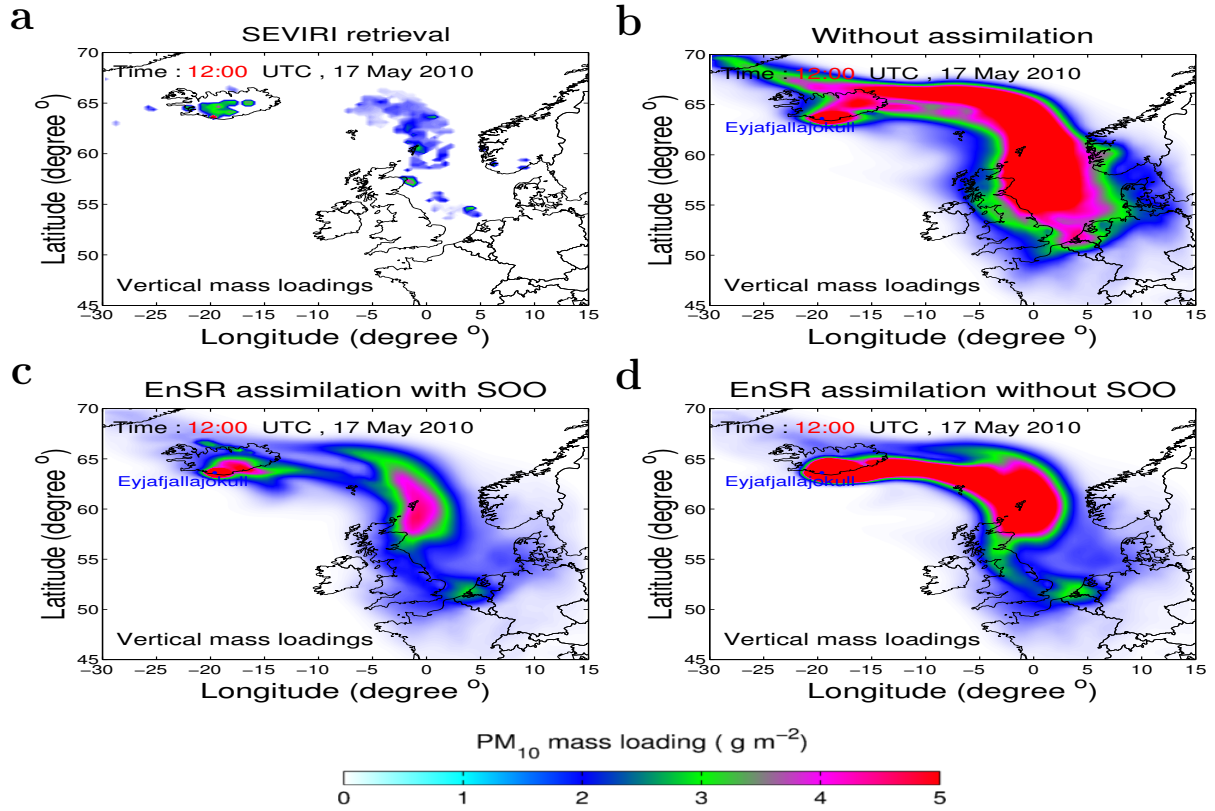 a
SEVIRI retrieval
Time : 12:00 UTC , 17 May 2010
Vertical mass loadings
Latitude (degree °)
70
65
60
55
50
45
−30 −25 −20 −15 −10 −5 0 5 10 15
Longitude (degree °)
b
Without assimilation
Time : 12:00 UTC , 17 May 2010
Eyjafjallajokull
Vertical mass loadings
Latitude (degree °)
70
65
60
55
50
45
−30 −25 −20 −15 −10 −5 0 5 10 15
Longitude (degree °)
c
EnSR assimilation with SOO
Time : 12:00 UTC , 17 May 2010
Eyjafjallajokull
Vertical mass loadings
Latitude (degree °)
70
65
60
55
50
45
−30 −25 −20 −15 −10 −5 0 5 10 15
Longitude (degree °)
d
EnSR assimilation without SOO
Time : 12:00 UTC , 17 May 2010
Eyjafjallajokull
Vertical mass loadings
Latitude (degree °)
70
65
60
55
50
45
−30 −25 −20 −15 −10 −5 0 5 10 15
Longitude (degree °)
PM₁₀ mass loading ( g m⁻²)
0 1 2 3 4 5